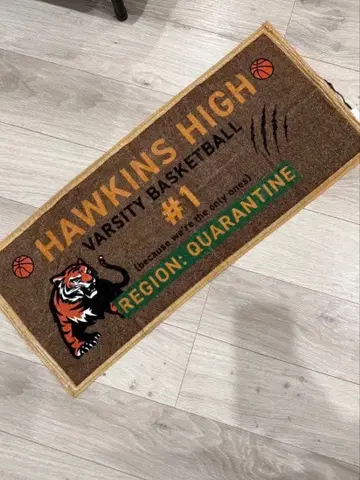 HAWKINS HIGH
VARSITY BASKETBALL
#1
(because we're the only ones)
REGION: QUARANTINE